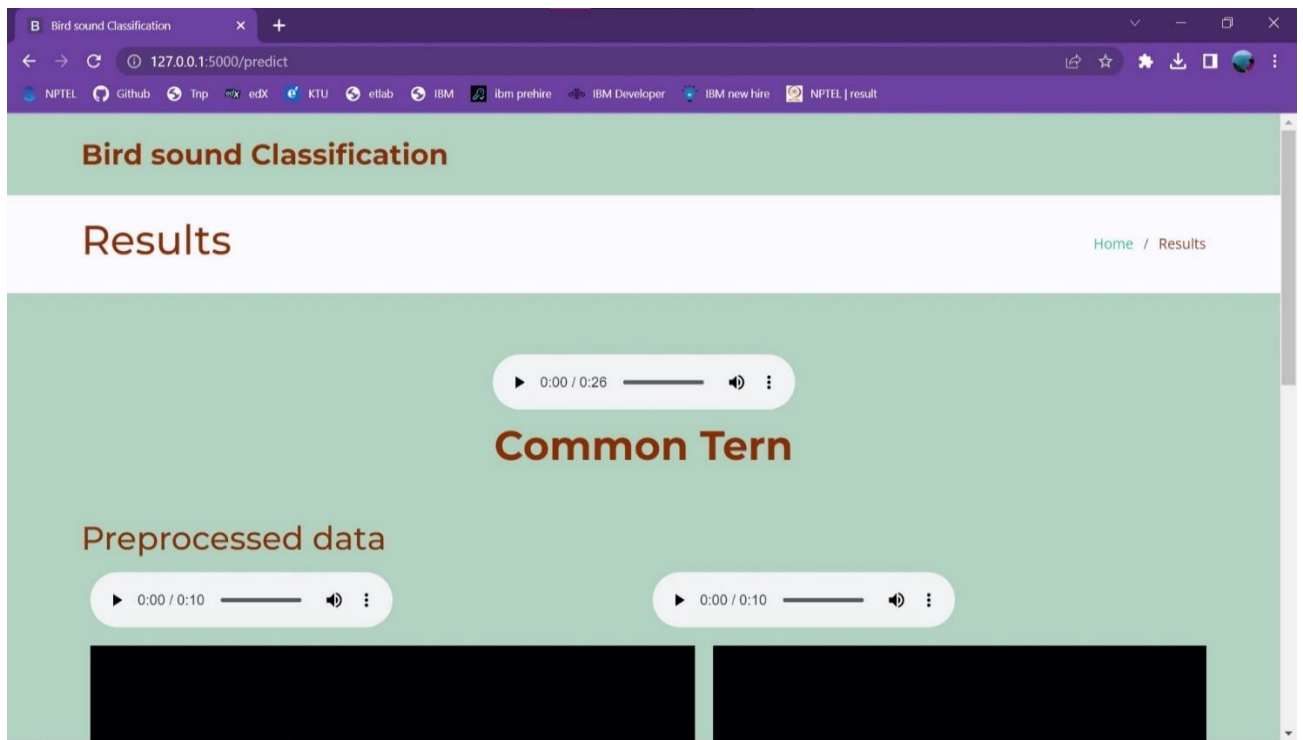 B Bird sound Classification
127.0.0.1:5000/predict
NPTEL Github Tnp edX KTU etlab IBM ibm prehire IBM Developer IBM new hire NPTEL | result
Bird sound Classification
Results
Home / Results
0:00 / 0:26
Common Tern
Preprocessed data
0:00 / 0:10 0:00 / 0:10